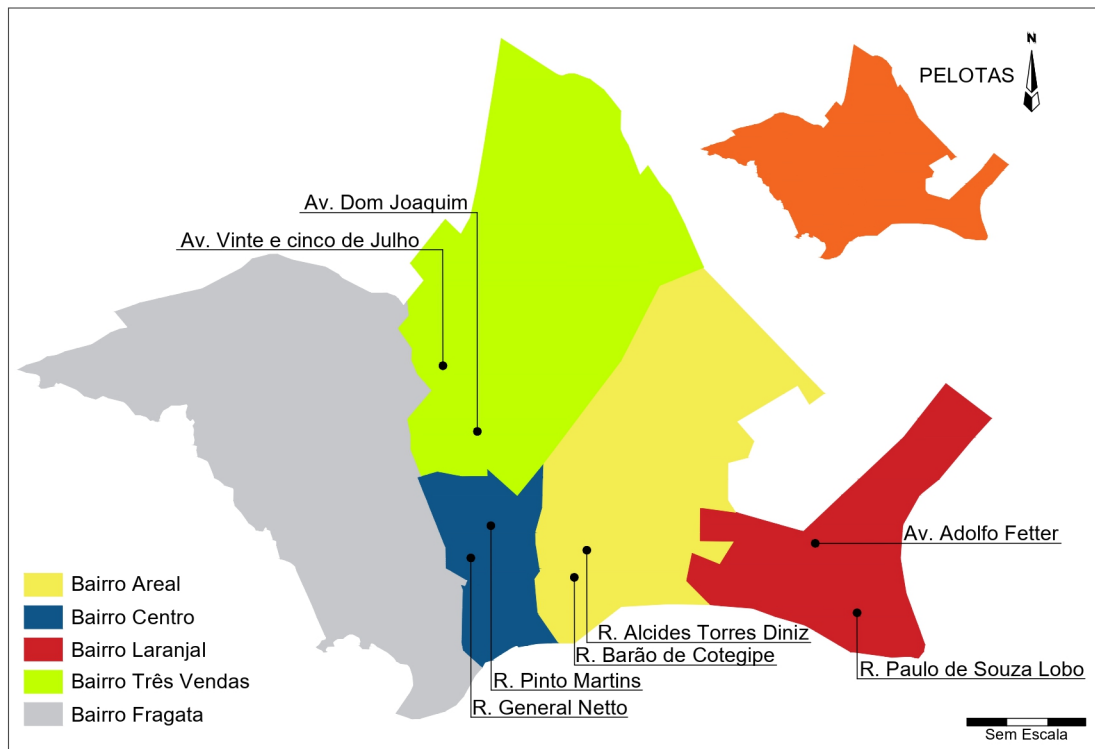 N
PELOTAS
Av. Dom Joaquim
Av. Vinte e cinco de Julho
Av. Adolfo Fetter
Bairro Areal
Bairro Centro
Bairro Laranjal
Bairro Três Vendas
Bairro Fragata
R. Alcides Torres Diniz
R. Barão de Cotegipe
R. Paulo de Souza Lobo
R. Pinto Martins
R. General Netto
Sem Escala